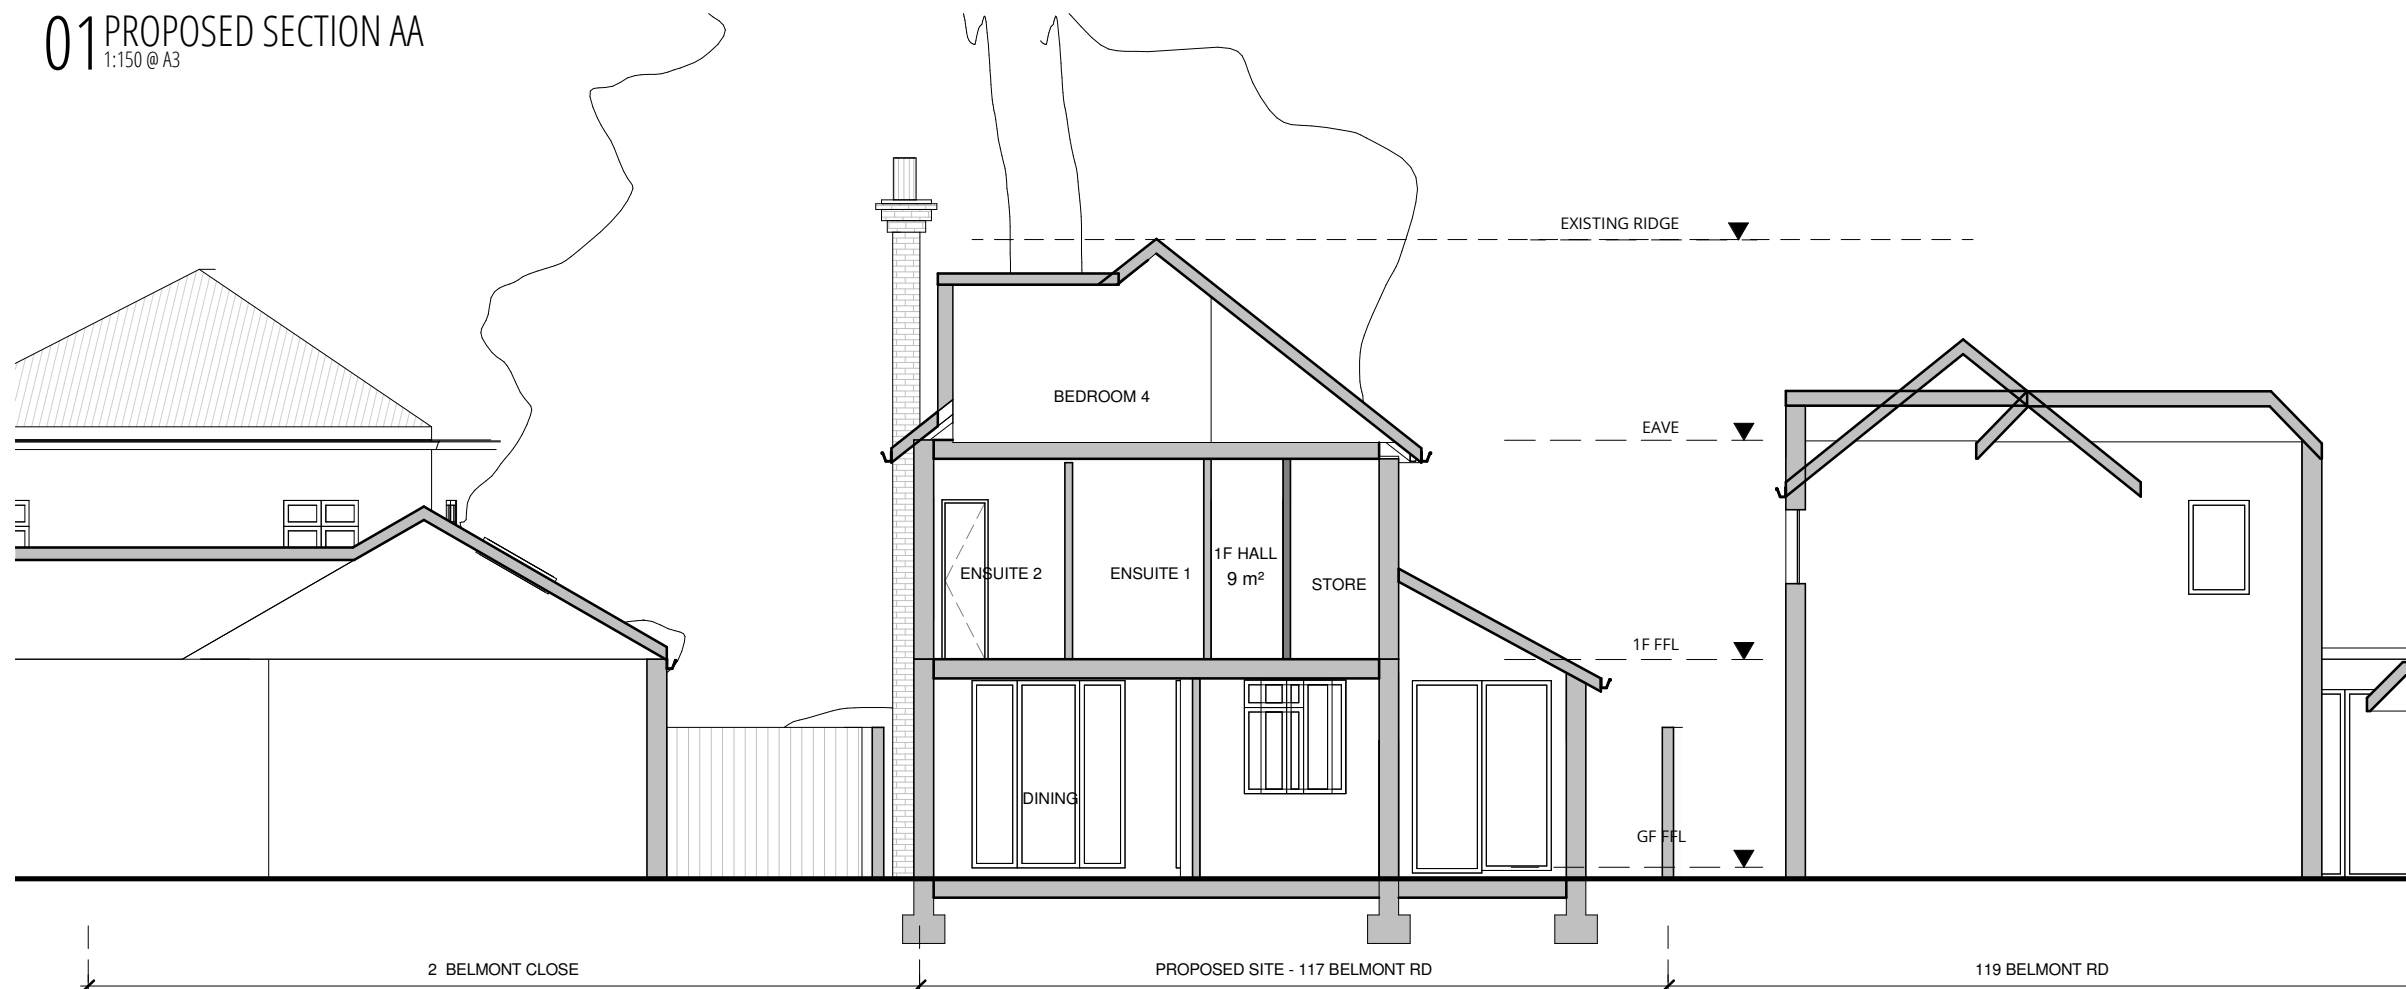 01 PROPOSED SECTION AA
1:150 @ A3
EXISTING RIDGE
BEDROOM 4
EAVE
ENSUITE 2
ENSUITE 1
1F HALL
9 m²
STORE
1F FFL
DINING
GF FFL
2 BELMONT CLOSE
PROPOSED SITE - 117 BELMONT RD
119 BELMONT RD